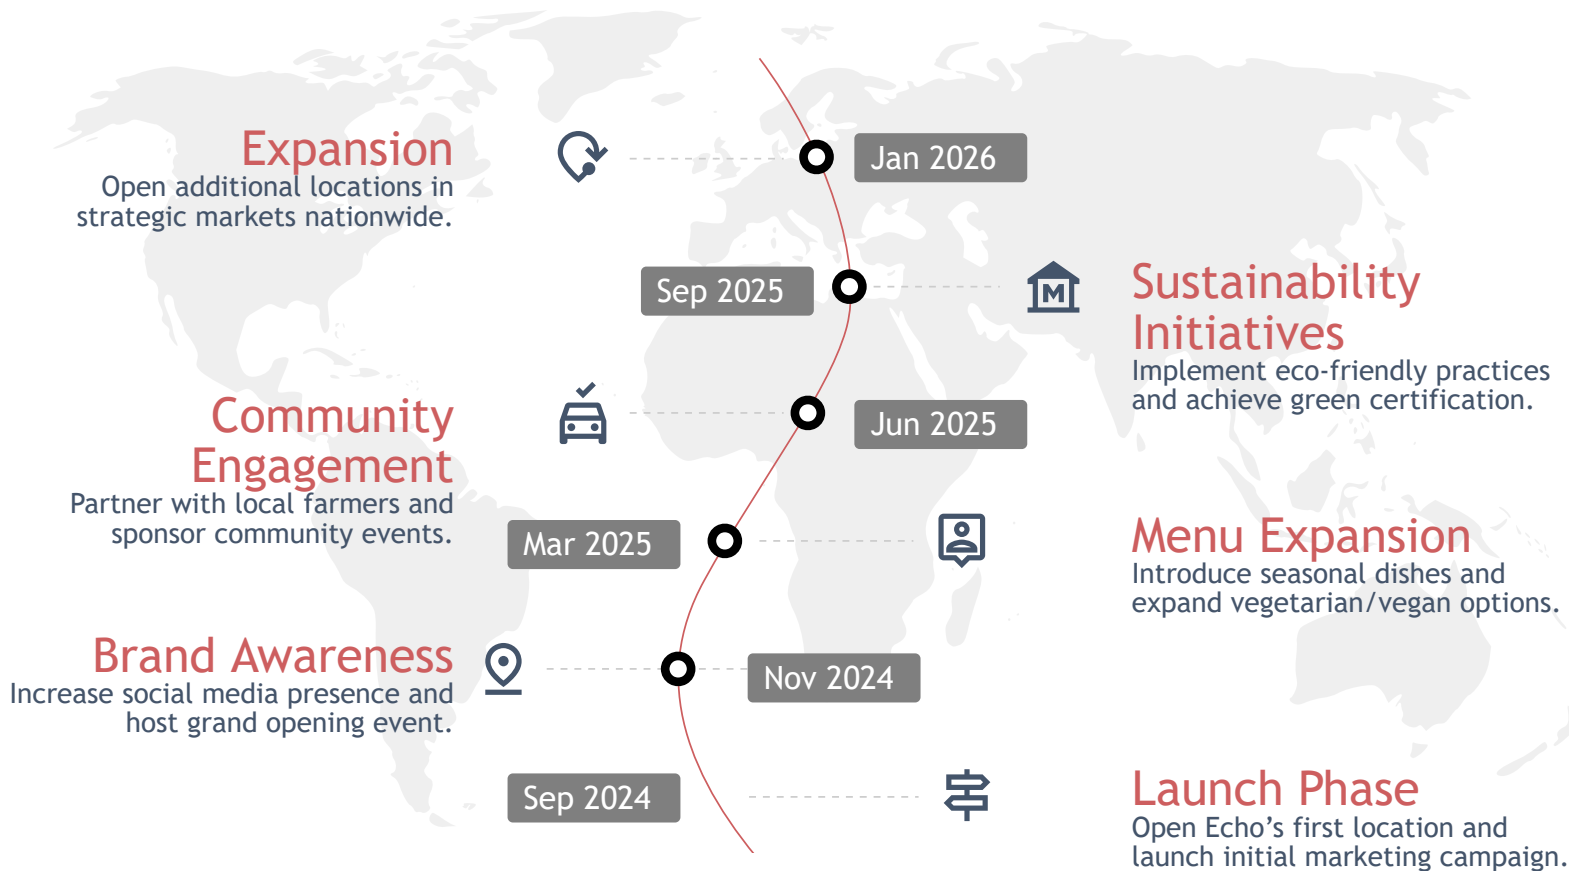 Expansion
Open additional locations in
strategic markets nationwide.
Jan 2026
Sep 2025
Sustainability
Initiatives
Implement eco-friendly practices
and achieve green certification.
Community
Engagement
Partner with local farmers and
sponsor community events.
Jun 2025
Mar 2025
Menu Expansion
Introduce seasonal dishes and
expand vegetarian/vegan options.
Brand Awareness
Increase social media presence and
host grand opening event.
Nov 2024
Sep 2024
Launch Phase
Open Echo’s first location and
launch initial marketing campaign.